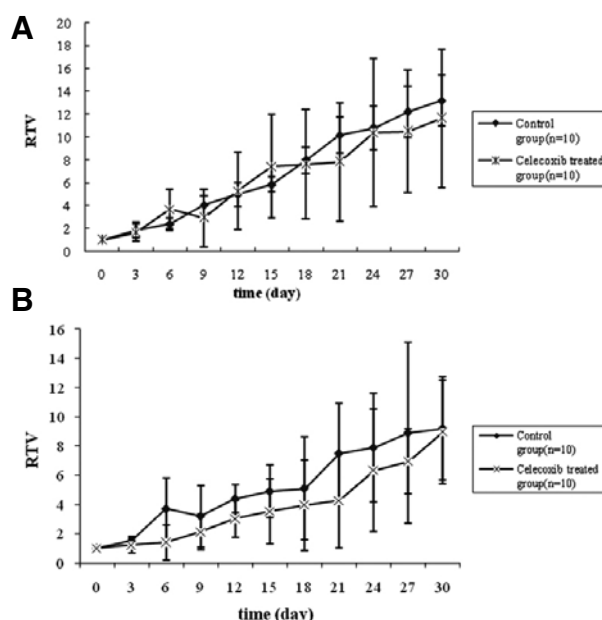 A
20
18
16
14
12
10
8
6
4
2
0
RTV
0 3 6 9 12 15 18 21 24 27 30
time (day)
Control
group(n=10)
Celecoxib treated
group(n=10)
B
16
14
12
10
8
6
4
2
0
RTV
0 3 6 9 12 15 18 21 24 27 30
time (day)
Control
group(n=10)
Celecoxib treated
group(n=10)